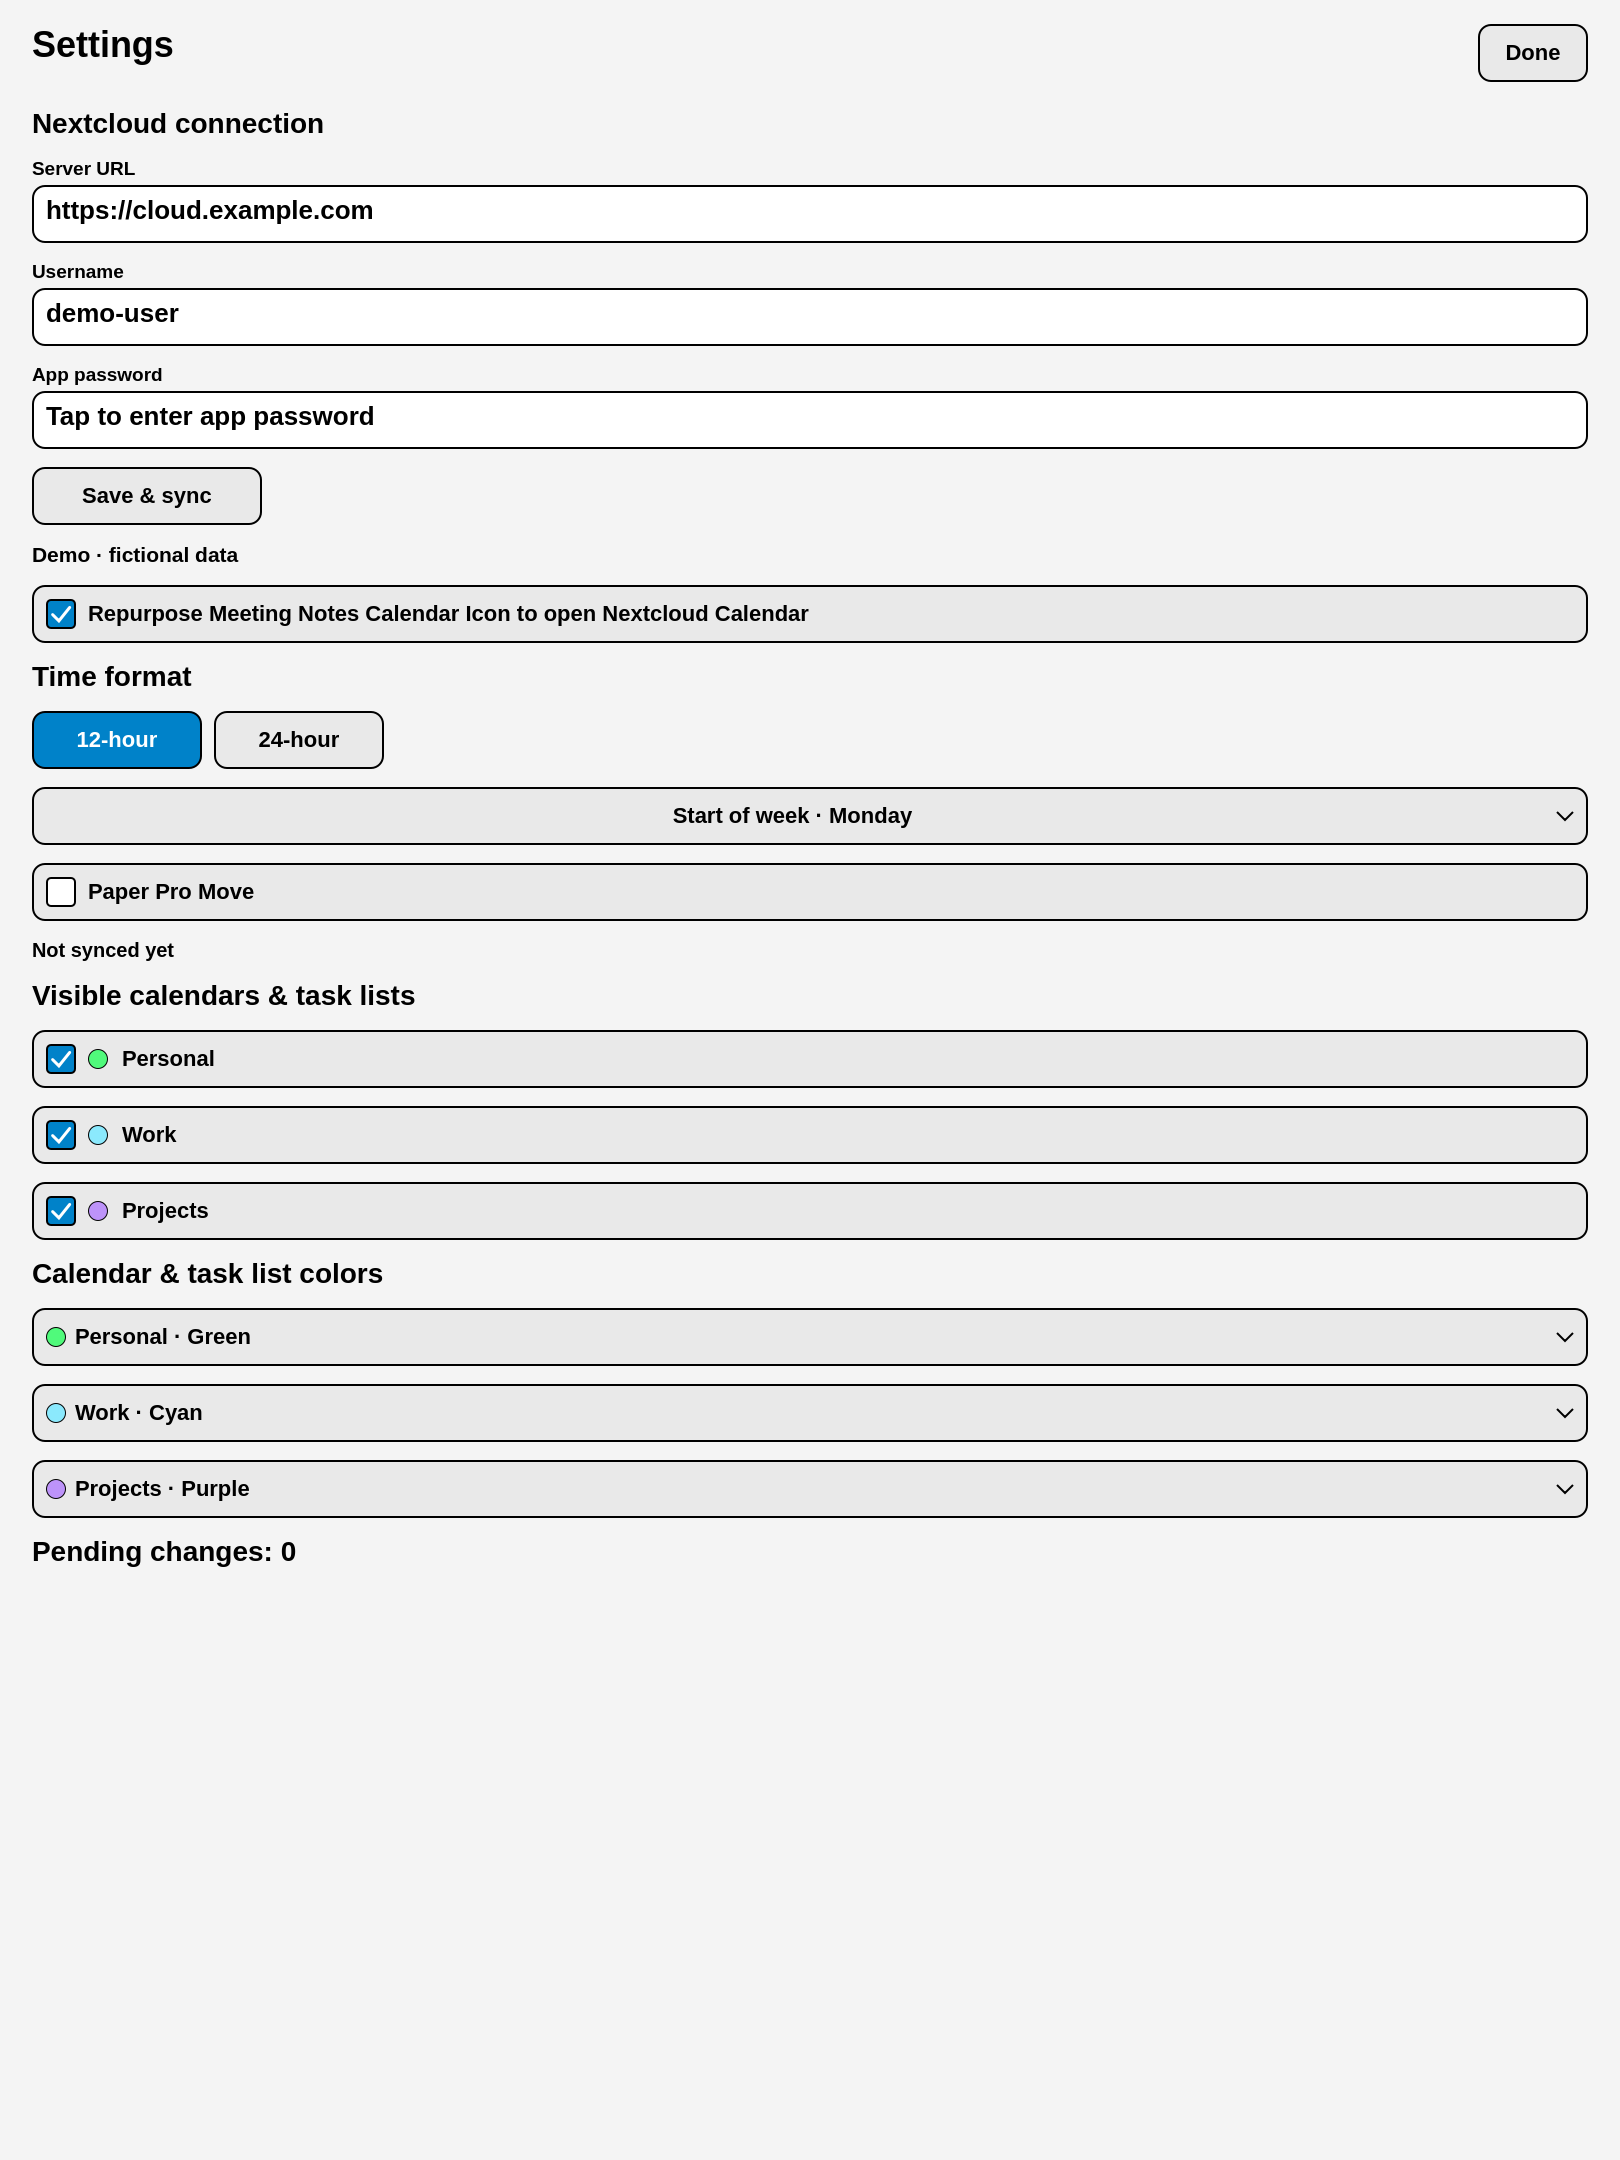 Settings
Done
Nextcloud connection
Server URL
https://cloud.example.com
Username
demo-user
App password
Tap to enter app password
Save & sync
Demo · fictional data
Repurpose Meeting Notes Calendar Icon to open Nextcloud Calendar
Time format
12-hour
24-hour
Start of week · Monday
Paper Pro Move
Not synced yet
Visible calendars & task lists
Personal
Work
Projects
Calendar & task list colors
Personal · Green
Work · Cyan
Projects · Purple
Pending changes: 0